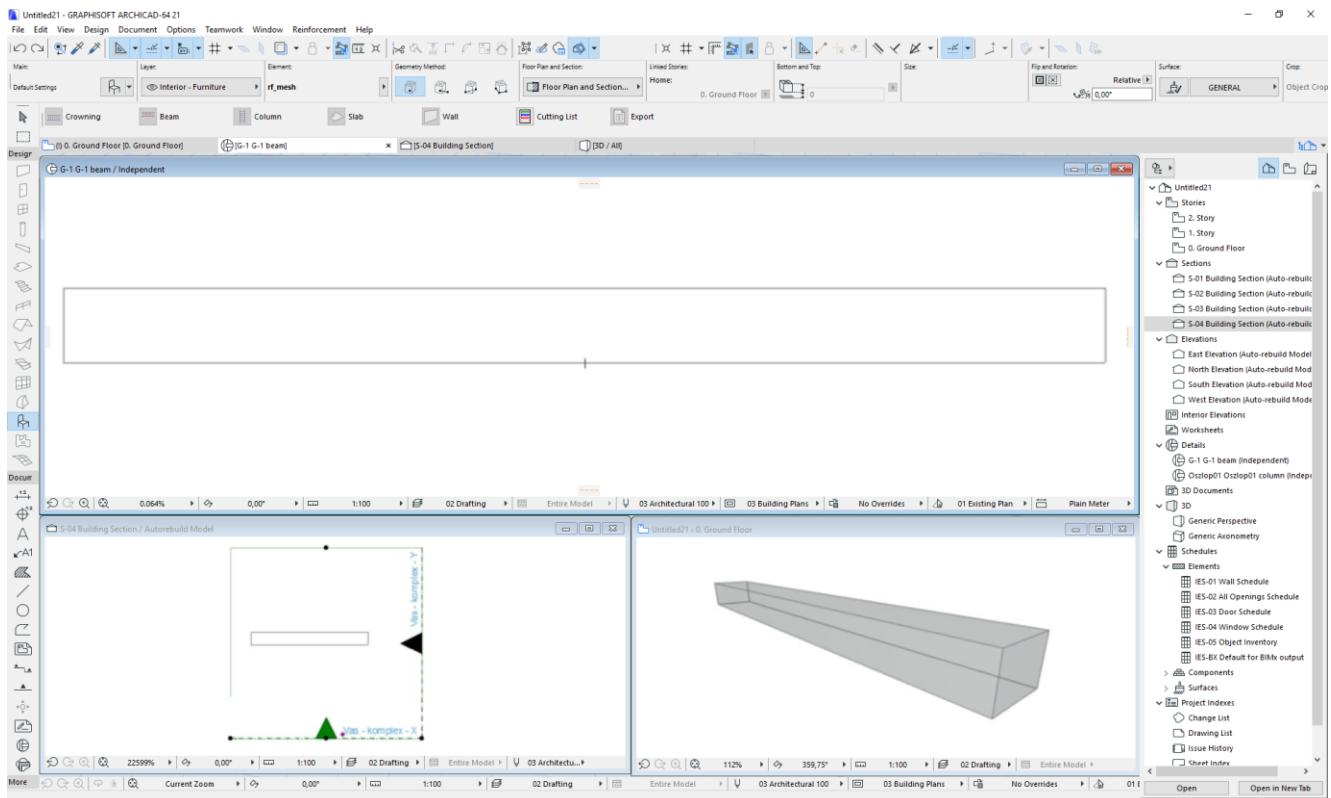 Untitled21 - GRAPHISOFT ARCHICAD-64 21
File Edit View Design Document Options Teamwork Window Reinforcement Help
Main: Layer: Element: Geometry Method: Floor Plan and Section: Linked Stories: Bottom and Top: Size: Flip and Rotation: Surface: Crop:
Default Settings Interior - Furniture rf_mesh Floor Plan and Section... Home: 0. Ground Floor 0 Relative 0,00° GENERAL Object Crop
Crowning Beam Column Slab Wall Cutting List Export
Design
(!) 0. Ground Floor [0. Ground Floor] [G-1 G-1 beam] [S-04 Building Section] [3D / All]
G-1 G-1 beam / Independent
Untitled21
Stories
2. Story
1. Story
0. Ground Floor
Sections
S-01 Building Section (Auto-rebuild
S-02 Building Section (Auto-rebuild
S-03 Building Section (Auto-rebuild
S-04 Building Section (Auto-rebuild
Elevations
East Elevation (Auto-rebuild Model
North Elevation (Auto-rebuild Mod
South Elevation (Auto-rebuild Mod
West Elevation (Auto-rebuild Mode
Interior Elevations
Worksheets
Details
G-1 G-1 beam (Independent)
Oszlop01 Oszlop01 column (Indepe
3D Documents
3D
Generic Perspective
Generic Axonometry
Schedules
Elements
IES-01 Wall Schedule
IES-02 All Openings Schedule
IES-03 Door Schedule
IES-04 Window Schedule
IES-05 Object Inventory
IES-BX Default for BIMx output
Components
Surfaces
Project Indexes
Change List
Drawing List
Issue History
Sheet Index
Open Open in New Tab
Docum
1.2
A
A1
More
0.064% 0,00° 1:100 02 Drafting Entire Model 03 Architectural 100 03 Building Plans No Overrides 01 Existing Plan Plain Meter
S-04 Building Section / Autorebuild Model
Vas - komplex - Y
Vas - komplex - X
22599% 0,00° 1:100 02 Drafting Entire Model 03 Architectu...
Untitled21 - 0. Ground Floor
112% 359,75° 1:100 02 Drafting Entire Model
Current Zoom 0,00° 1:100 02 Drafting Entire Model 03 Architectural 100 03 Building Plans No Overrides 01 E